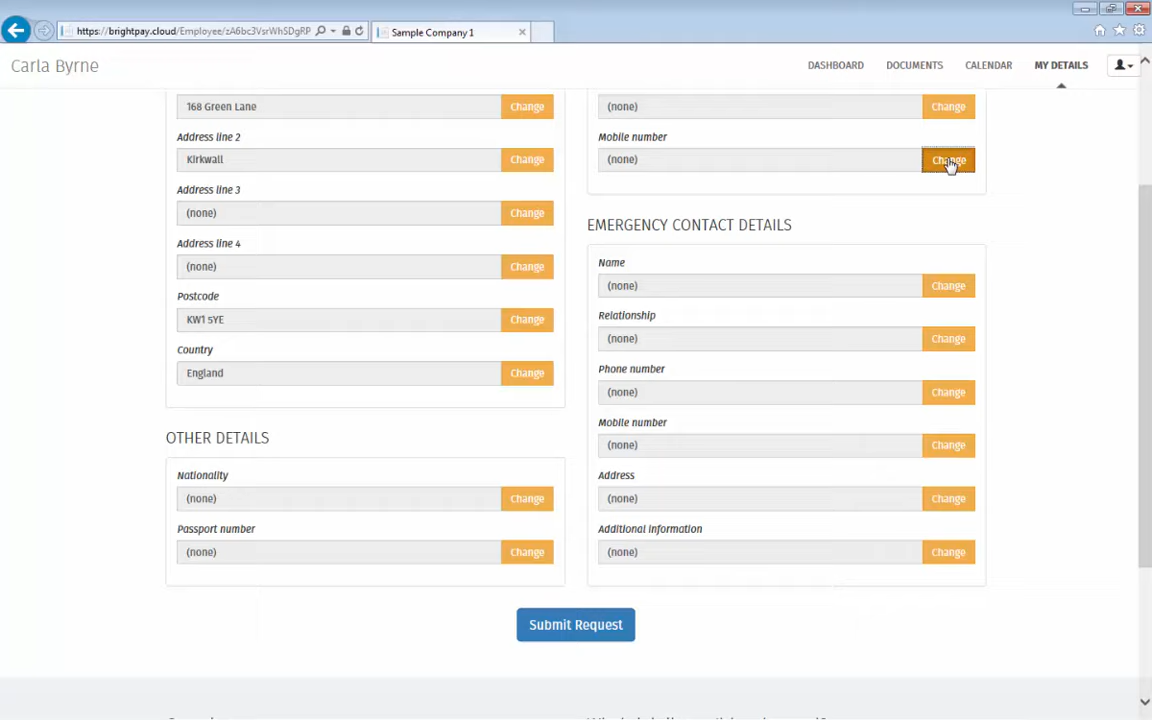 https://brightpay.cloud/Employee/zA6bc3VsrWhSDgRP
Sample Company 1
Carla Byrne
DASHBOARD
DOCUMENTS
CALENDAR
MY DETAILS
168 Green Lane
Change
Address line 2
Kirkwall
Change
Address line 3
(none)
Change
Address line 4
(none)
Change
Postcode
KW1 5YE
Change
Country
England
Change
OTHER DETAILS
Nationality
(none)
Change
Passport number
(none)
Change
(none)
Change
Mobile number
(none)
Change
EMERGENCY CONTACT DETAILS
Name
(none)
Change
Relationship
(none)
Change
Phone number
(none)
Change
Mobile number
(none)
Change
Address
(none)
Change
Additional information
(none)
Change
Submit Request